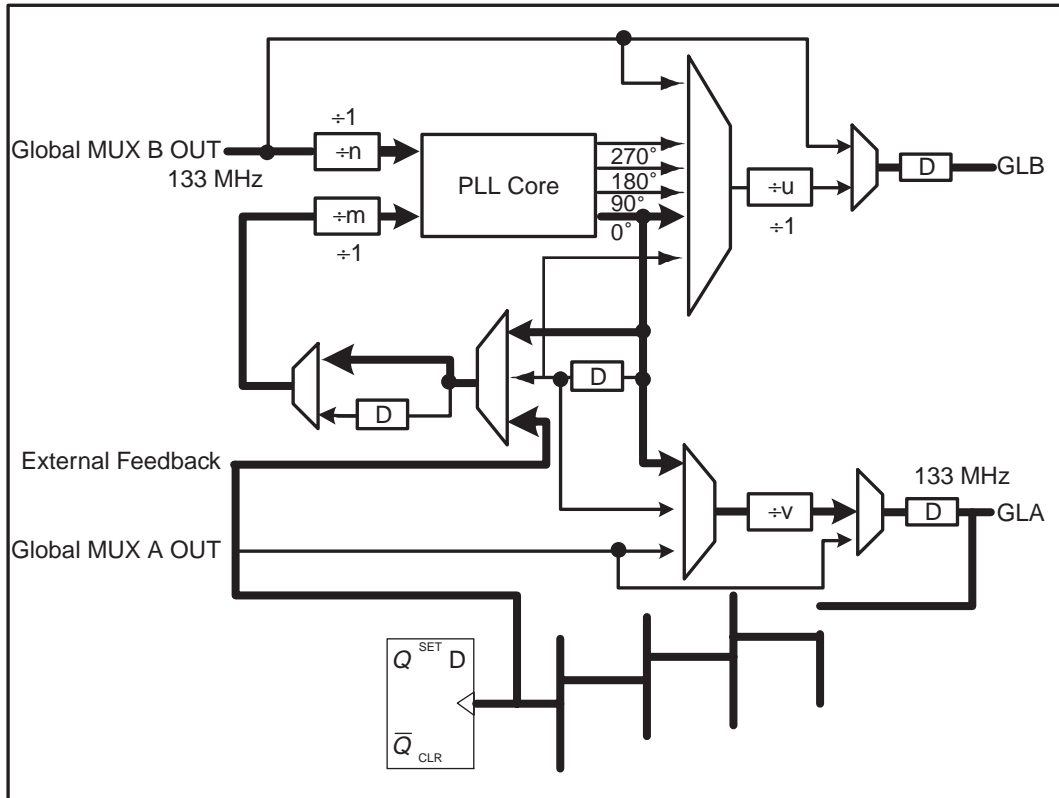 ÷1
Global MUX B OUT
÷n
133 MHz
PLL Core
270°
180°
90°
0°
÷u
÷1
D
GLB
÷m
÷1
D
D
External Feedback
133 MHz
Global MUX A OUT
÷v
D
GLA
Q SET D
Q̅ CLR